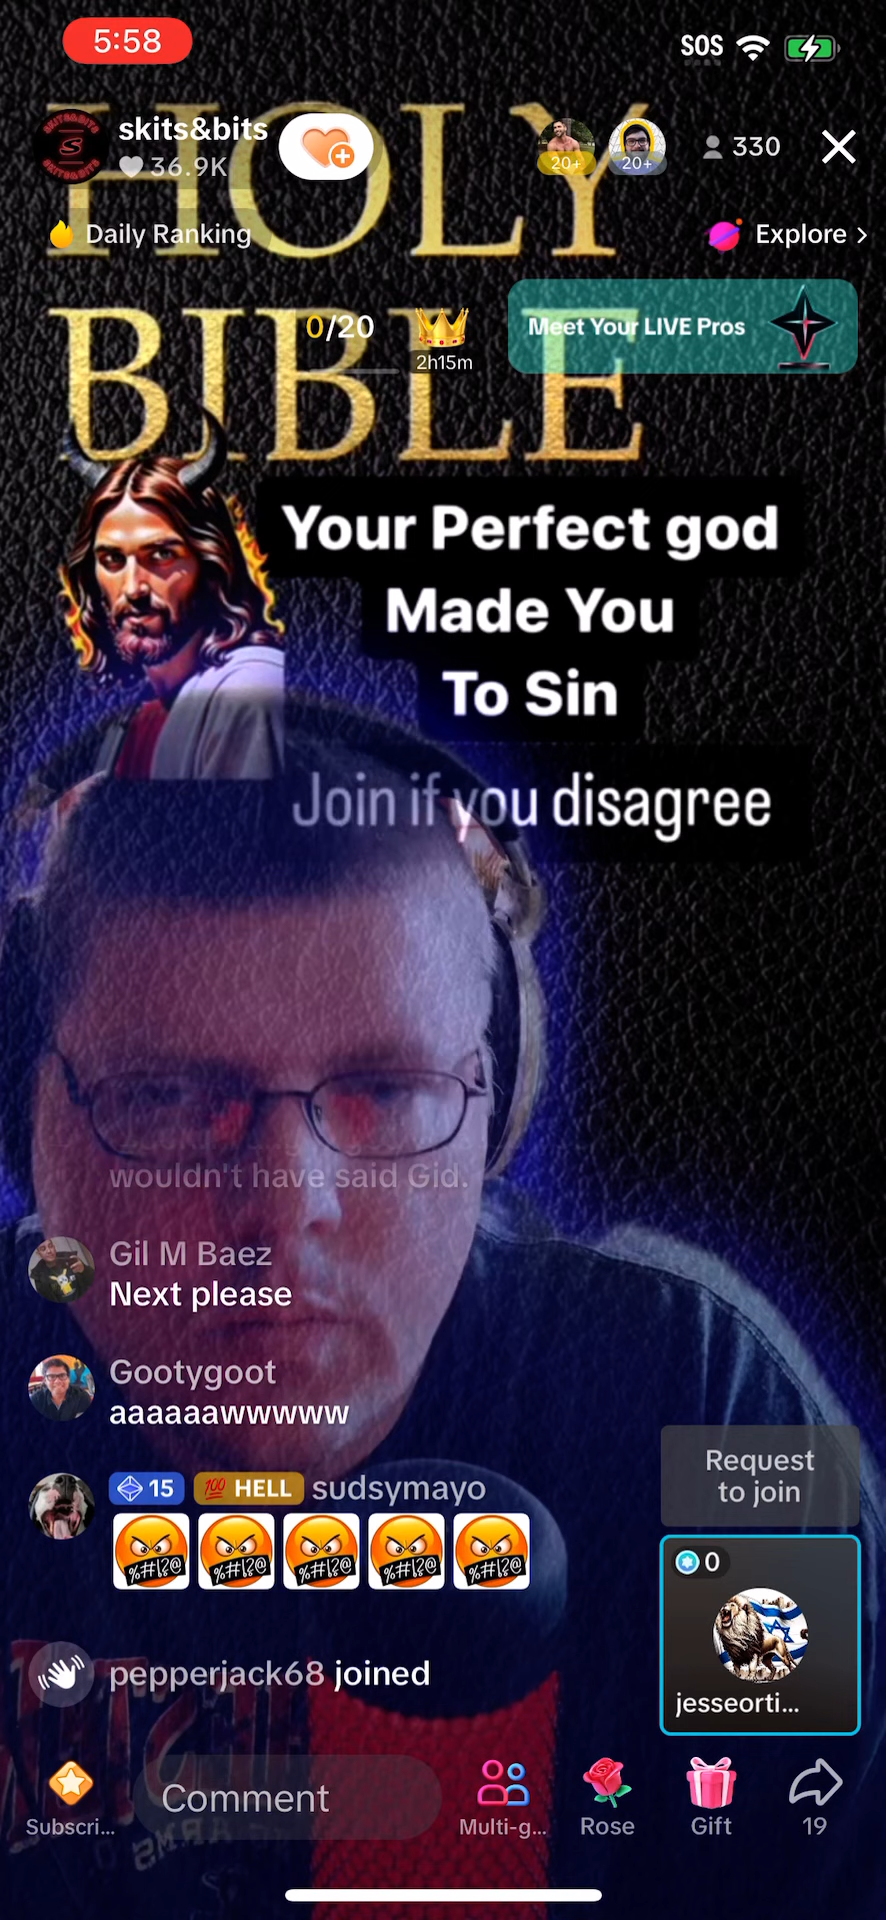 5:58
SOS
HOLY
skits&bits
36.9K
20+
20+
330
Daily Ranking
Explore >
BIBLE
0/20
2h15m
Meet Your LIVE Pros
Your Perfect god
Made You
To Sin
Join if you disagree
wouldn't have said Gid.
Gil M Baez
Next please
Gootygoot
aaaaaawwwww
15 💯 HELL sudsymayo
%#!?@ %#!?@ %#!?@ %#!?@ %#!?@
pepperjack68 joined
Request
to join
0
jesseorti...
Comment
Subscri...
Multi-g...
Rose
Gift
19